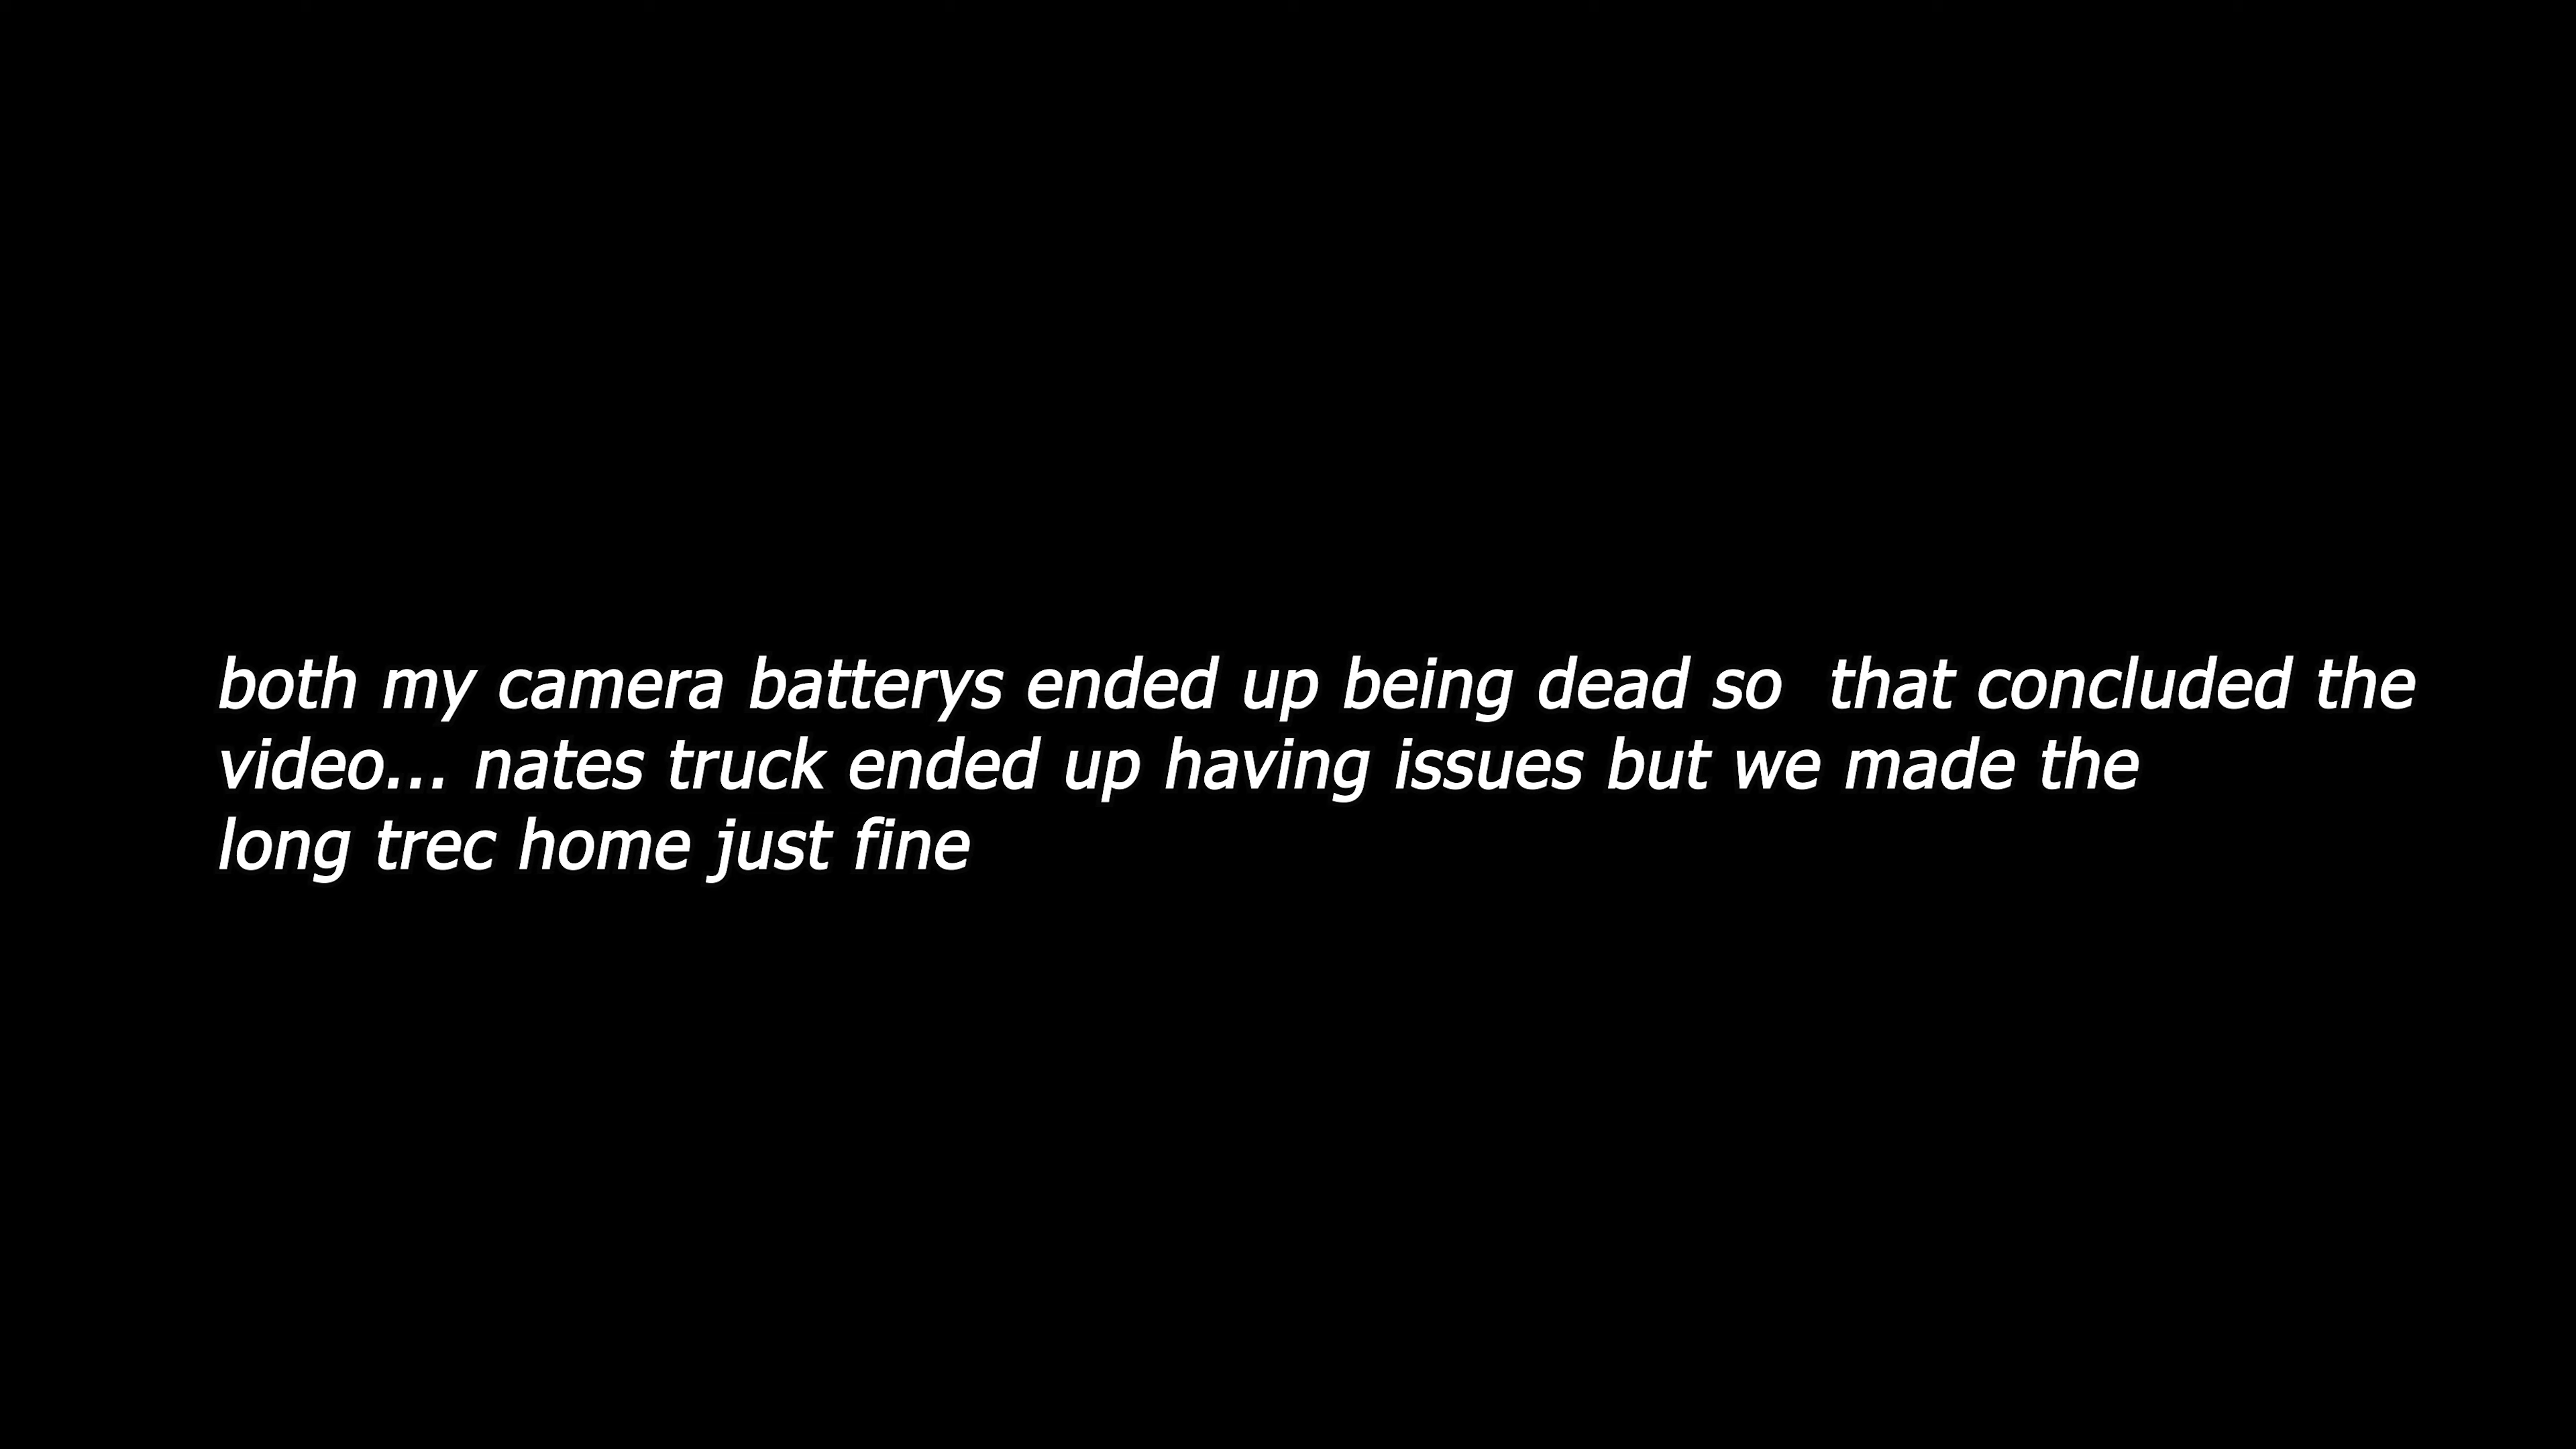 both my camera batterys ended up being dead so  that concluded the
video... nates truck ended up having issues but we made the
long trec home just fine